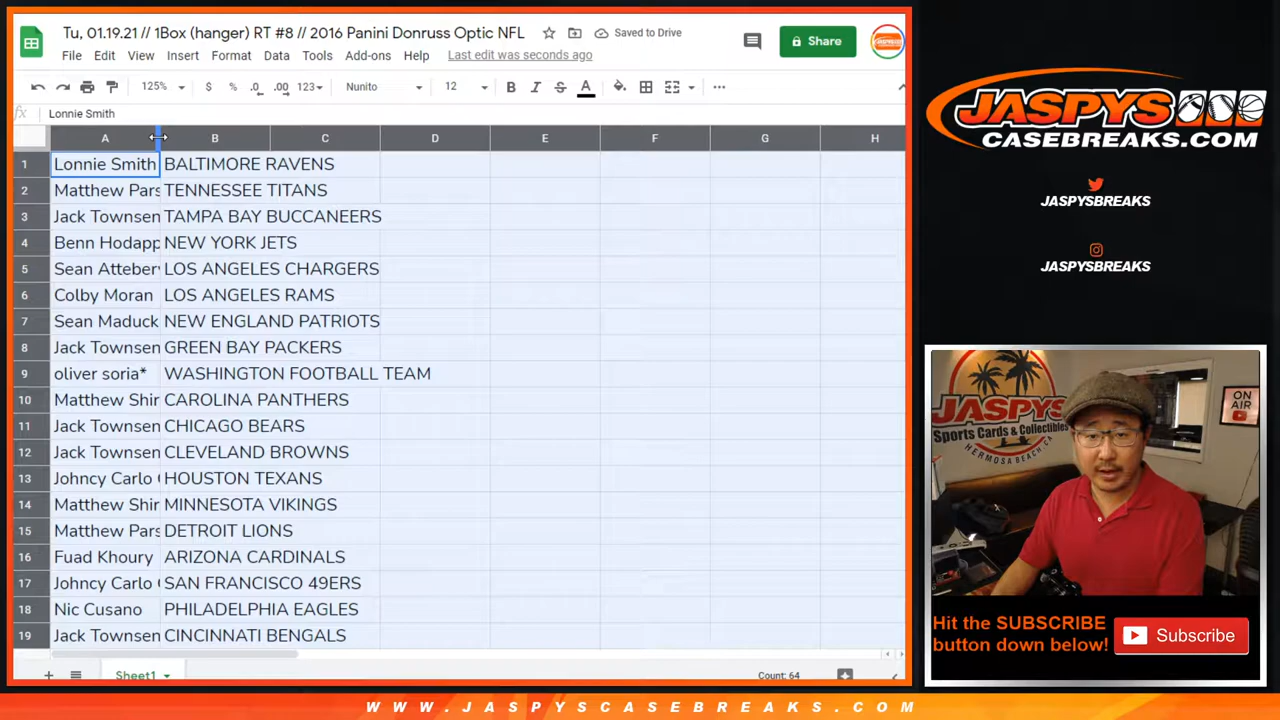 Tu, 01.19.21 // 1Box (hanger) RT #8 // 2016 Panini Donruss Optic NFL
Saved to Drive
Share
File Edit View Insert Format Data Tools Add-ons Help Last edit was seconds ago
125% $ % .0 .00 123 Nunito 12 B I S A
fx Lonnie Smith
A B C D E F G H
1 Lonnie Smith BALTIMORE RAVENS
2 Matthew Pars TENNESSEE TITANS
3 Jack Townsen TAMPA BAY BUCCANEERS
4 Benn Hodapp NEW YORK JETS
5 Sean Attebery LOS ANGELES CHARGERS
6 Colby Moran LOS ANGELES RAMS
7 Sean Maduck NEW ENGLAND PATRIOTS
8 Jack Townsen GREEN BAY PACKERS
9 oliver soria* WASHINGTON FOOTBALL TEAM
10 Matthew Shir CAROLINA PANTHERS
11 Jack Townsen CHICAGO BEARS
12 Jack Townsen CLEVELAND BROWNS
13 Johncy Carlo HOUSTON TEXANS
14 Matthew Shir MINNESOTA VIKINGS
15 Matthew Pars DETROIT LIONS
16 Fuad Khoury ARIZONA CARDINALS
17 Johncy Carlo SAN FRANCISCO 49ERS
18 Nic Cusano PHILADELPHIA EAGLES
19 Jack Townsen CINCINNATI BENGALS
Sheet1
Count: 64
JASPYS
CASEBREAKS.COM
JASPYSBREAKS
JASPYSBREAKS
JASPYS
Sports Cards & Collectibles
HERMOSA BEACH, CA
ON AIR
Hit the SUBSCRIBE
button down below!
Subscribe
WWW.JASPYSCASEBREAKS.COM